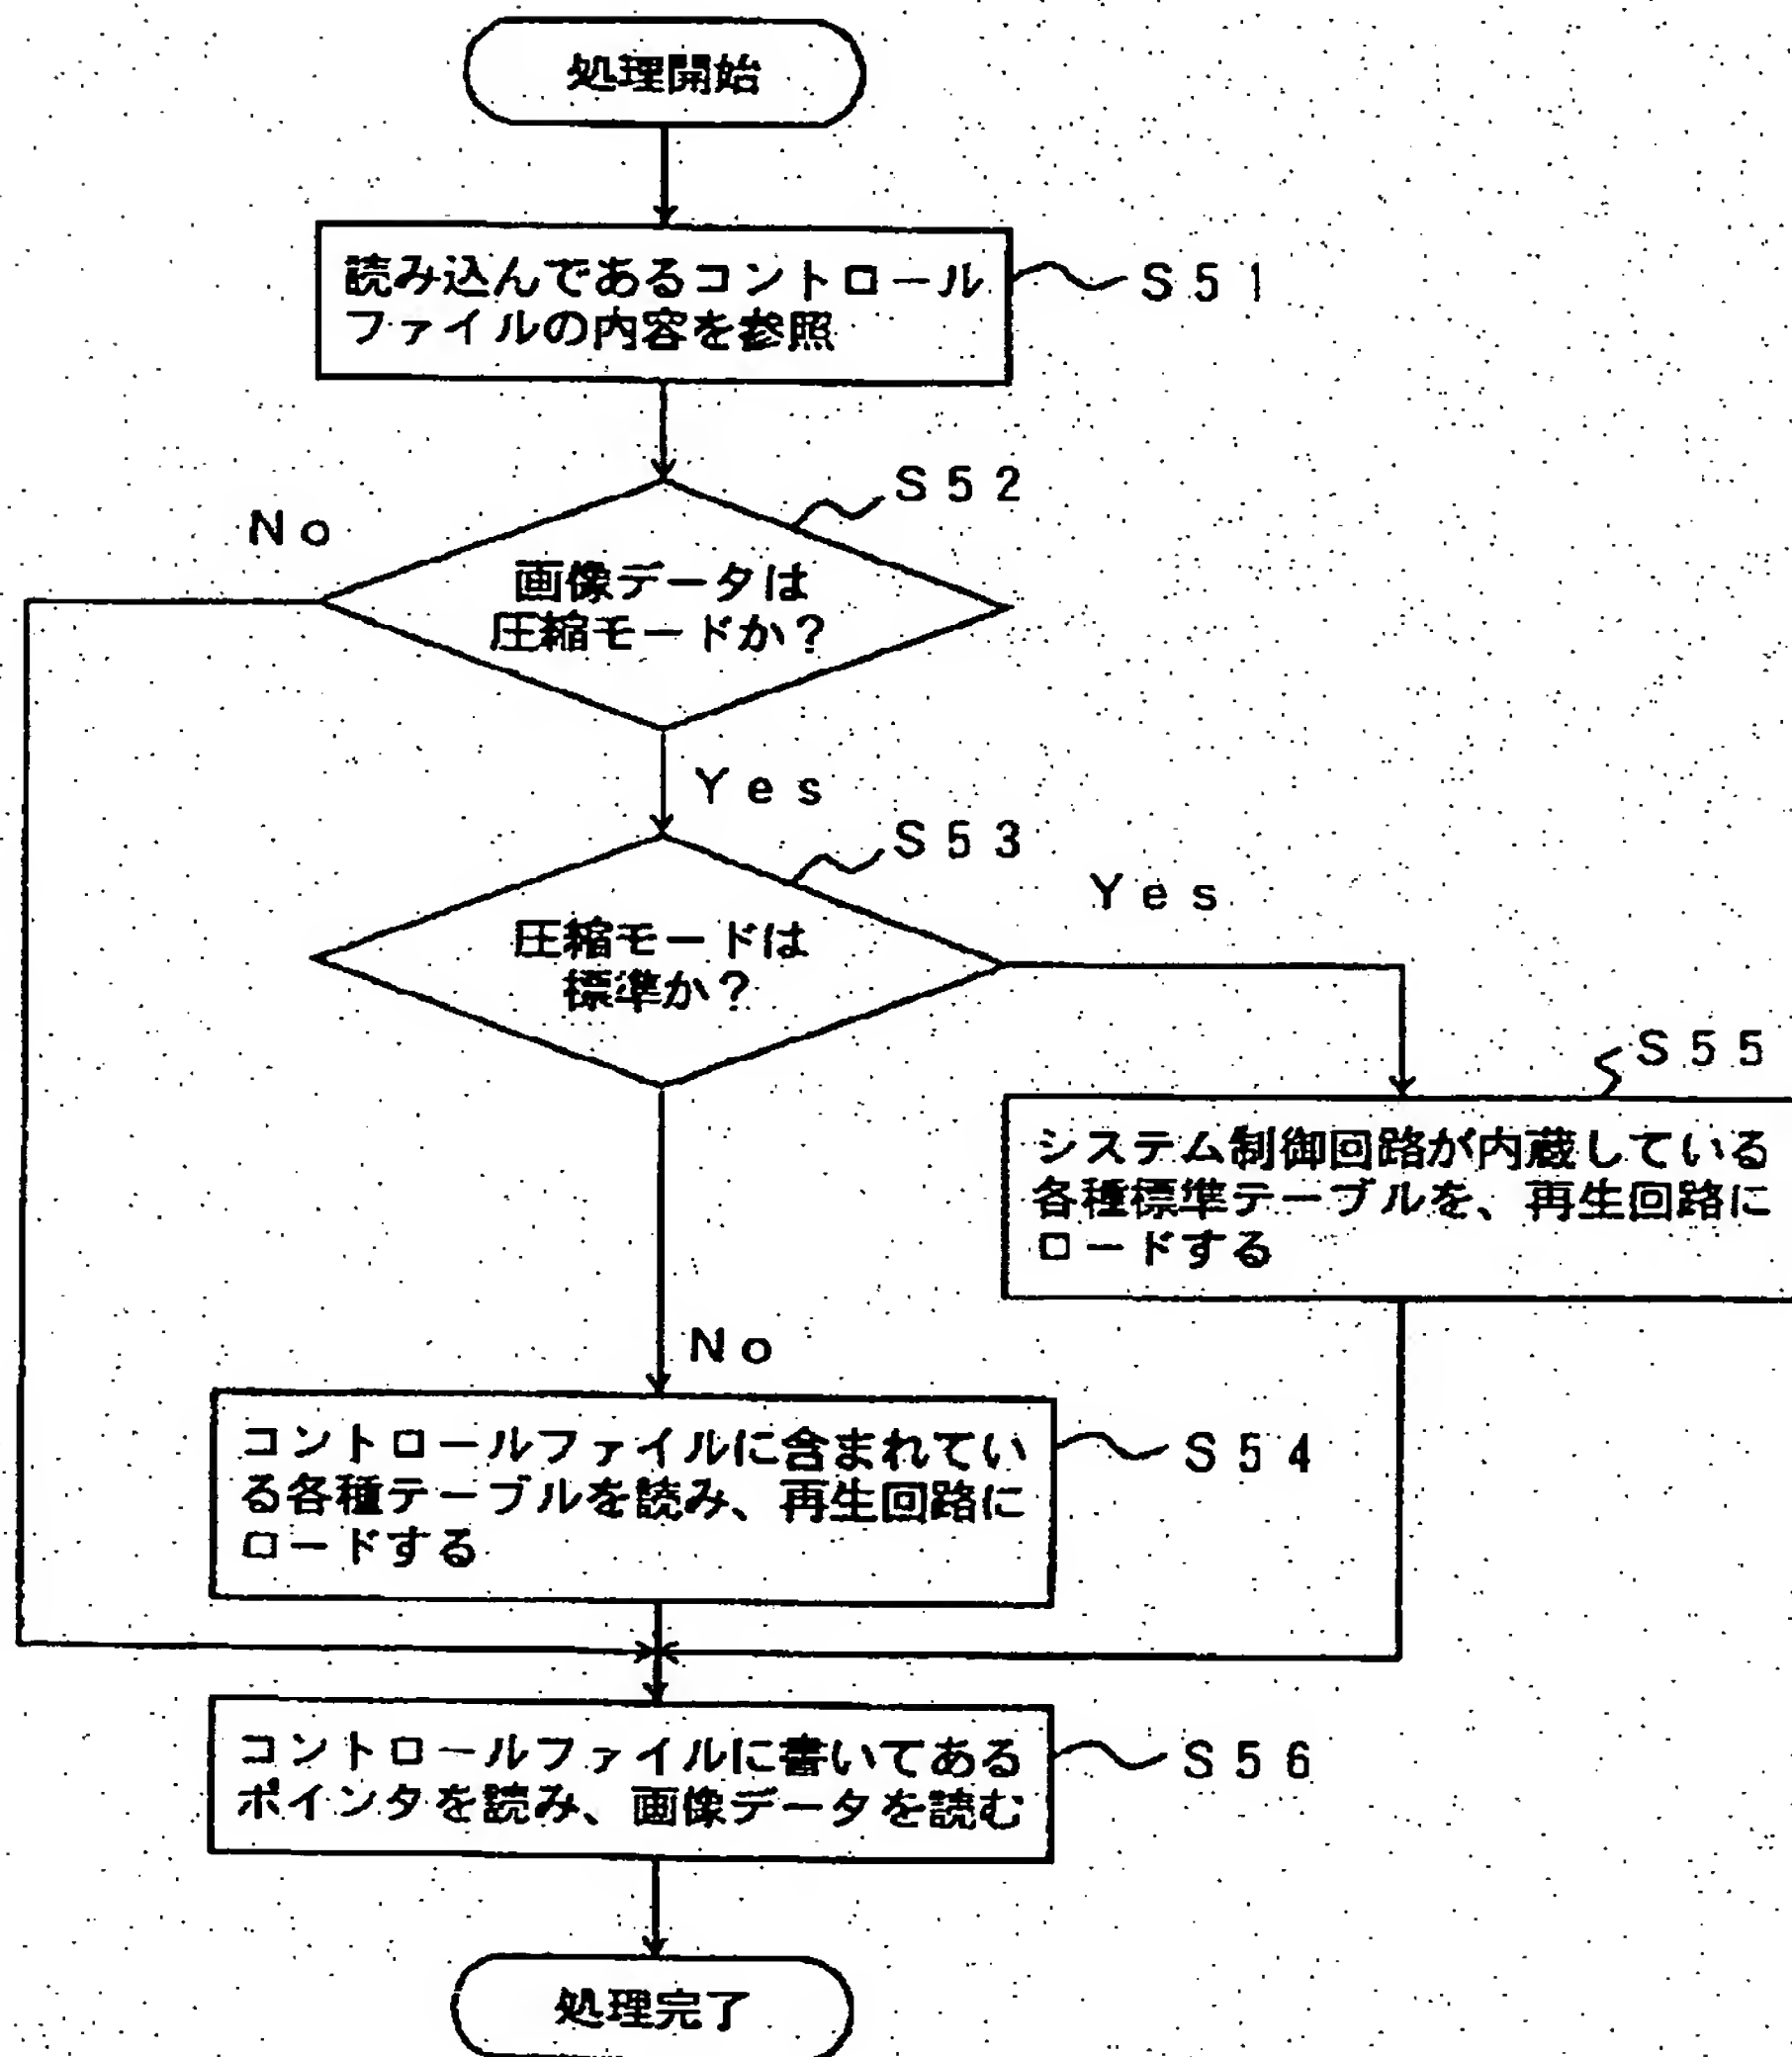 処理開始
読み込んであるコントロール
ファイルの内容を参照
S51
S52
No
画像データは
圧縮モードか？
Yes
S53
Yes
圧縮モードは
標準か？
S55
システム制御回路が内蔵している
各種標準テーブルを、再生回路に
ロードする
No
コントロールファイルに含まれてい
る各種テーブルを読み、再生回路に
ロードする
S54
コントロールファイルに書いてある
ポインタを読み、画像データを読む
S56
処理完了